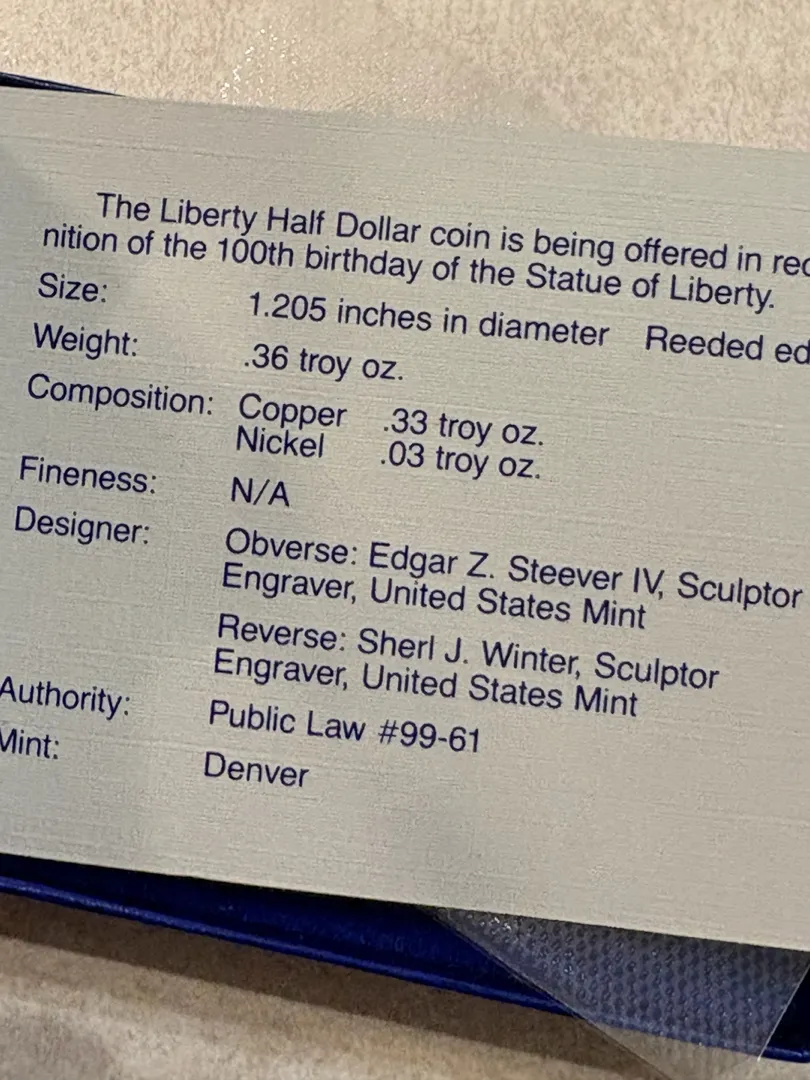 The Liberty Half Dollar coin is being offered in rec
nition of the 100th birthday of the Statue of Liberty.
Size: 1.205 inches in diameter Reeded ed
Weight: .36 troy oz.
Composition: Copper .33 troy oz.
Nickel .03 troy oz.
Fineness: N/A
Designer: Obverse: Edgar Z. Steever IV, Sculptor
Engraver, United States Mint
Reverse: Sherl J. Winter, Sculptor
Engraver, United States Mint
Authority: Public Law #99-61
Mint: Denver